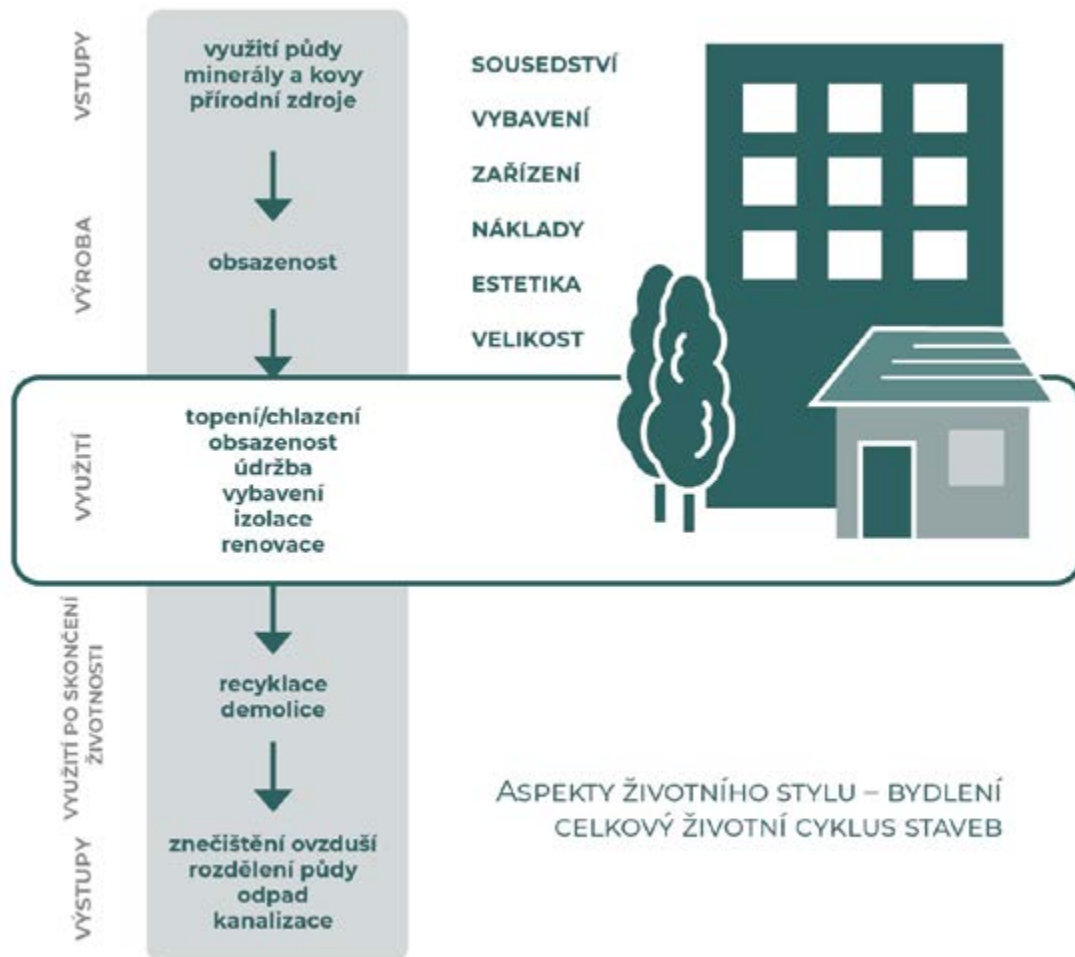 VSTUPY
využití půdy
minerály a kovy
přírodní zdroje
VÝROBA
obsazenost
SOUSEDSTVÍ
VYBAVENÍ
ZAŘÍZENÍ
NÁKLADY
ESTETIKA
VELIKOST
VYUŽITÍ
topení/chlazení
obsazenost
údržba
vybavení
izolace
renovace
VYUŽITÍ PO SKONČENÍ
ŽIVOTNOSTI
recyklace
demolice
VÝSTUPY
znečištění ovzduší
rozdělení půdy
odpad
kanalizace
ASPEKTY ŽIVOTNÍHO STYLU – BYDLENÍ
CELKOVÝ ŽIVOTNÍ CYKLUS STAVEB